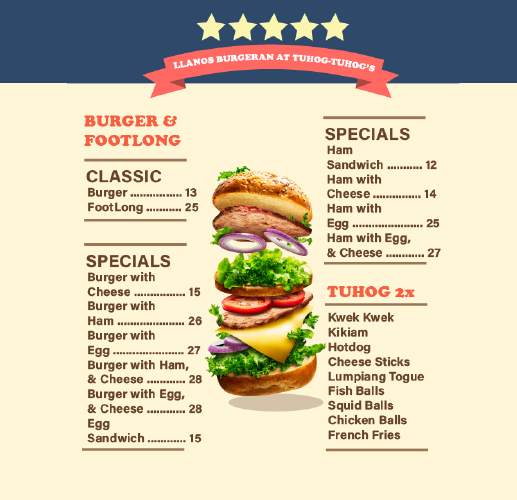 LLANOS BURGERAN AT TUHOG-TUHOG'S
BURGER &
FOOTLONG
CLASSIC
Burger ................ 13
FootLong ........... 25
SPECIALS
Burger with
Cheese ............. 15
Burger with
Ham ..................... 26
Burger with
Egg ...................... 27
Burger with Ham,
& Cheese ........... 28
Burger with Egg,
& Cheese ........... 28
Egg
Sandwich ............ 15
SPECIALS
Ham
Sandwich ........... 12
Ham with
Cheese ............... 14
Ham with
Egg ...................... 25
Ham with Egg,
& Cheese ............ 27
TUHOG 2x
Kwek Kwek
Kikiam
Hotdog
Cheese Sticks
Lumpiang Togue
Fish Balls
Squid Balls
Chicken Balls
French Fries